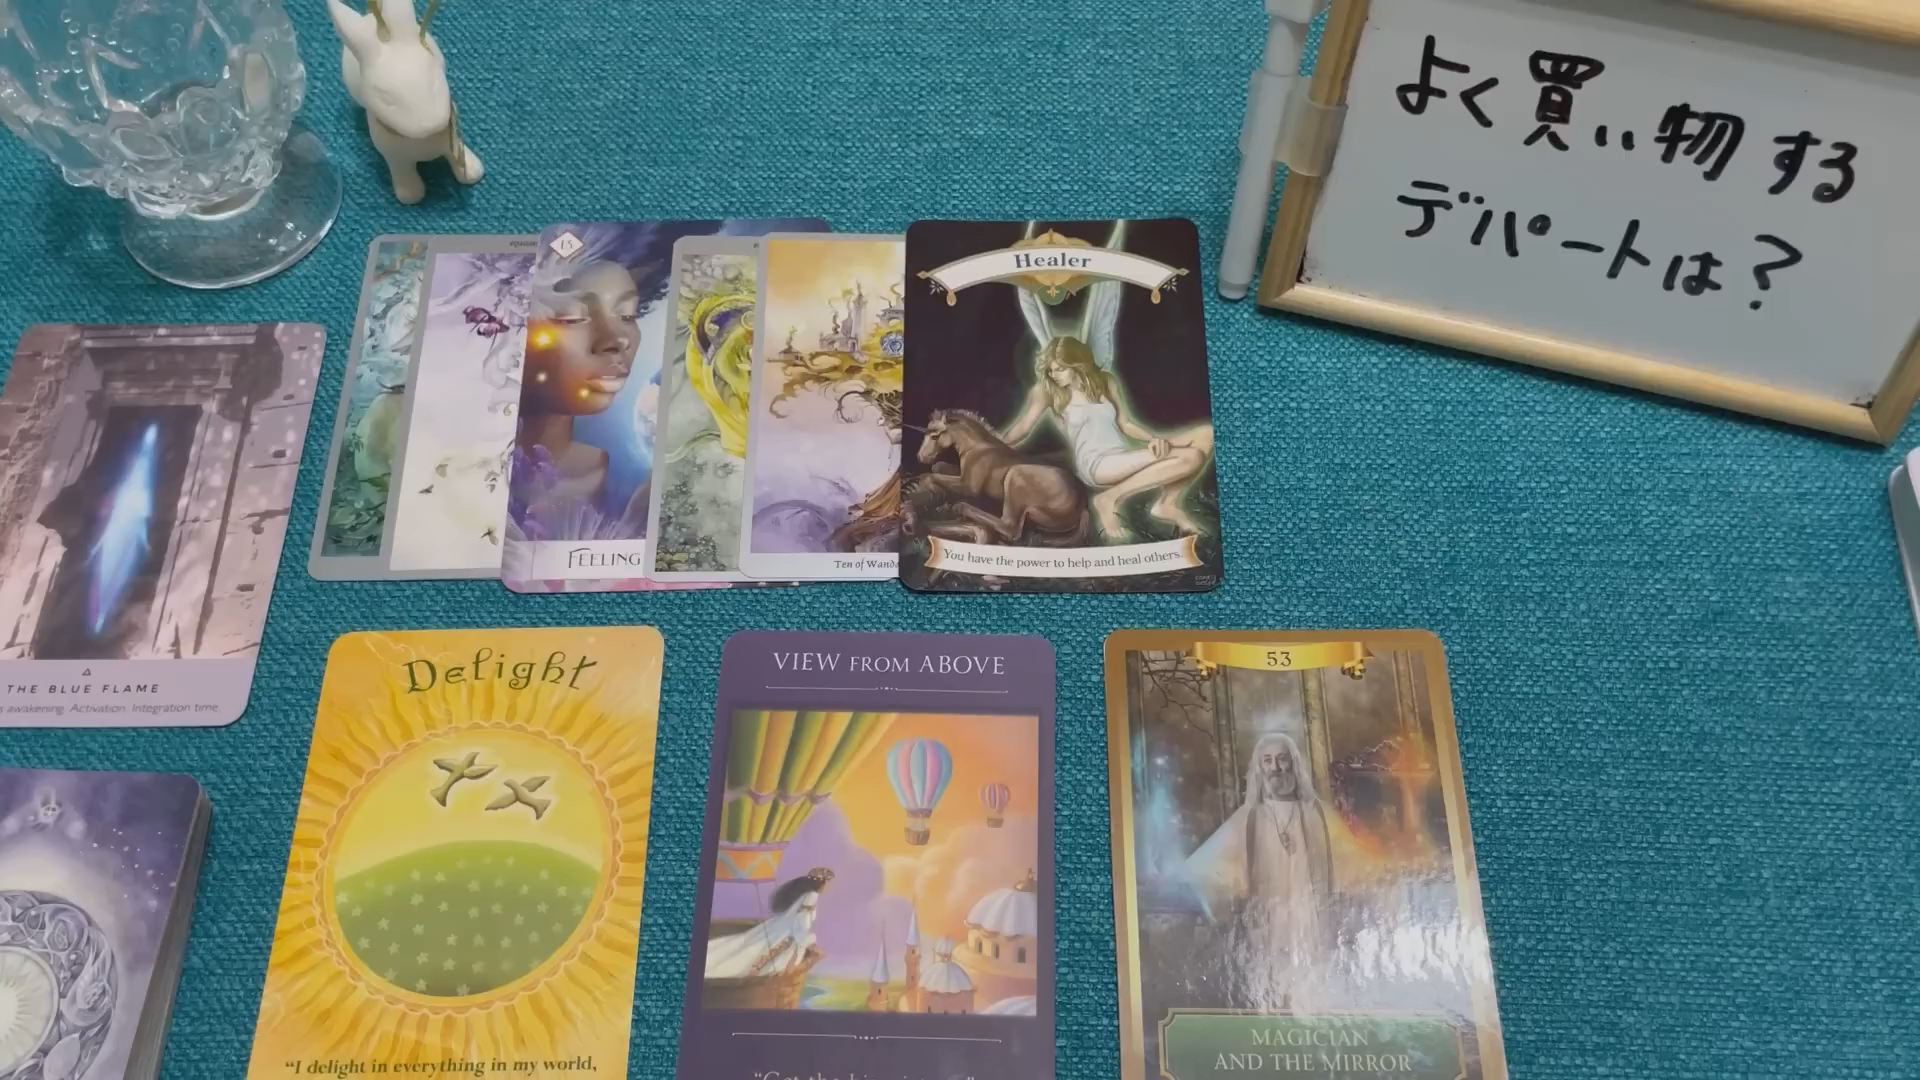 よく買い物する
デパートは？
Healer
15
You have the power to help and heal others.
FEELING
Ten of Wands
THE BLUE FLAME
s awakening. Activation. Integration time
Delight
"I delight in everything in my world,
VIEW FROM ABOVE
53
MAGICIAN
AND THE MIRROR